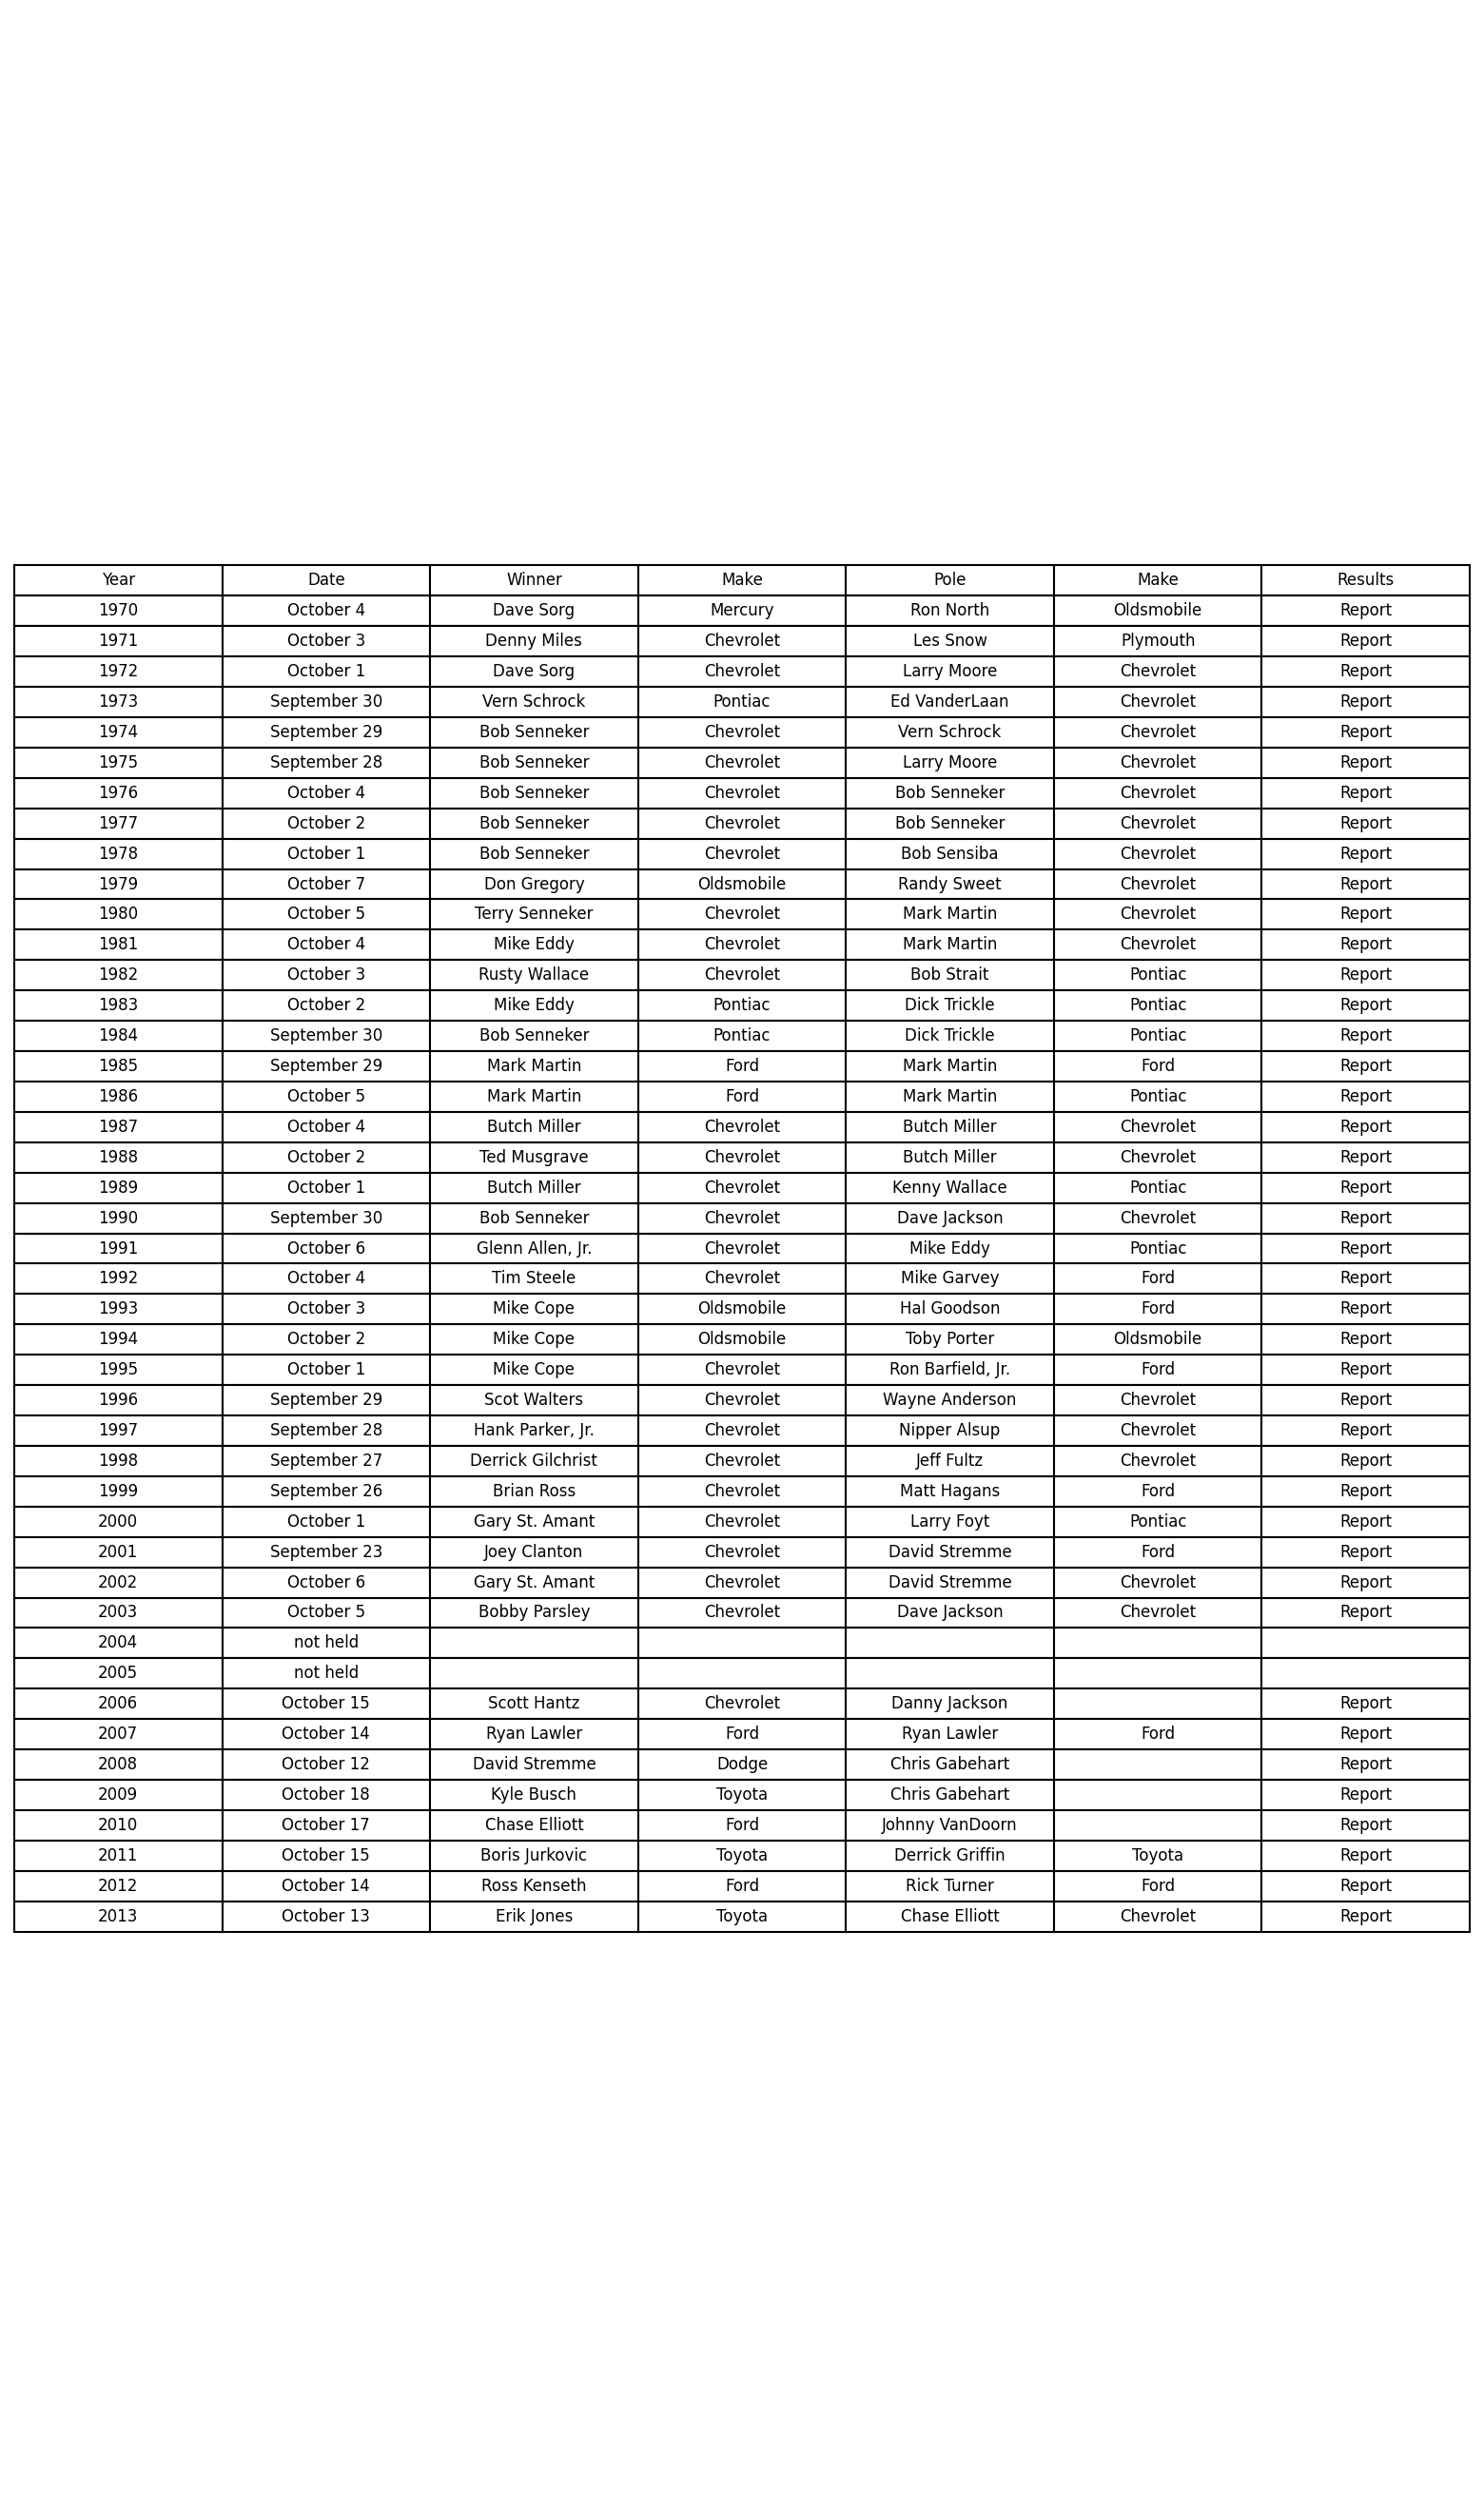 Year Date Winner Make Pole Make Results
1970 October 4 Dave Sorg Mercury Ron North Oldsmobile Report
1971 October 3 Denny Miles Chevrolet Les Snow Plymouth Report
1972 October 1 Dave Sorg Chevrolet Larry Moore Chevrolet Report
1973 September 30 Vern Schrock Pontiac Ed VanderLaan Chevrolet Report
1974 September 29 Bob Senneker Chevrolet Vern Schrock Chevrolet Report
1975 September 28 Bob Senneker Chevrolet Larry Moore Chevrolet Report
1976 October 4 Bob Senneker Chevrolet Bob Senneker Chevrolet Report
1977 October 2 Bob Senneker Chevrolet Bob Senneker Chevrolet Report
1978 October 1 Bob Senneker Chevrolet Bob Sensiba Chevrolet Report
1979 October 7 Don Gregory Oldsmobile Randy Sweet Chevrolet Report
1980 October 5 Terry Senneker Chevrolet Mark Martin Chevrolet Report
1981 October 4 Mike Eddy Chevrolet Mark Martin Chevrolet Report
1982 October 3 Rusty Wallace Chevrolet Bob Strait Pontiac Report
1983 October 2 Mike Eddy Pontiac Dick Trickle Pontiac Report
1984 September 30 Bob Senneker Pontiac Dick Trickle Pontiac Report
1985 September 29 Mark Martin Ford Mark Martin Ford Report
1986 October 5 Mark Martin Ford Mark Martin Pontiac Report
1987 October 4 Butch Miller Chevrolet Butch Miller Chevrolet Report
1988 October 2 Ted Musgrave Chevrolet Butch Miller Chevrolet Report
1989 October 1 Butch Miller Chevrolet Kenny Wallace Pontiac Report
1990 September 30 Bob Senneker Chevrolet Dave Jackson Chevrolet Report
1991 October 6 Glenn Allen, Jr. Chevrolet Mike Eddy Pontiac Report
1992 October 4 Tim Steele Chevrolet Mike Garvey Ford Report
1993 October 3 Mike Cope Oldsmobile Hal Goodson Ford Report
1994 October 2 Mike Cope Oldsmobile Toby Porter Oldsmobile Report
1995 October 1 Mike Cope Chevrolet Ron Barfield, Jr. Ford Report
1996 September 29 Scot Walters Chevrolet Wayne Anderson Chevrolet Report
1997 September 28 Hank Parker, Jr. Chevrolet Nipper Alsup Chevrolet Report
1998 September 27 Derrick Gilchrist Chevrolet Jeff Fultz Chevrolet Report
1999 September 26 Brian Ross Chevrolet Matt Hagans Ford Report
2000 October 1 Gary St. Amant Chevrolet Larry Foyt Pontiac Report
2001 September 23 Joey Clanton Chevrolet David Stremme Ford Report
2002 October 6 Gary St. Amant Chevrolet David Stremme Chevrolet Report
2003 October 5 Bobby Parsley Chevrolet Dave Jackson Chevrolet Report
2004 not held
2005 not held
2006 October 15 Scott Hantz Chevrolet Danny Jackson Report
2007 October 14 Ryan Lawler Ford Ryan Lawler Ford Report
2008 October 12 David Stremme Dodge Chris Gabehart Report
2009 October 18 Kyle Busch Toyota Chris Gabehart Report
2010 October 17 Chase Elliott Ford Johnny VanDoorn Report
2011 October 15 Boris Jurkovic Toyota Derrick Griffin Toyota Report
2012 October 14 Ross Kenseth Ford Rick Turner Ford Report
2013 October 13 Erik Jones Toyota Chase Elliott Chevrolet Report